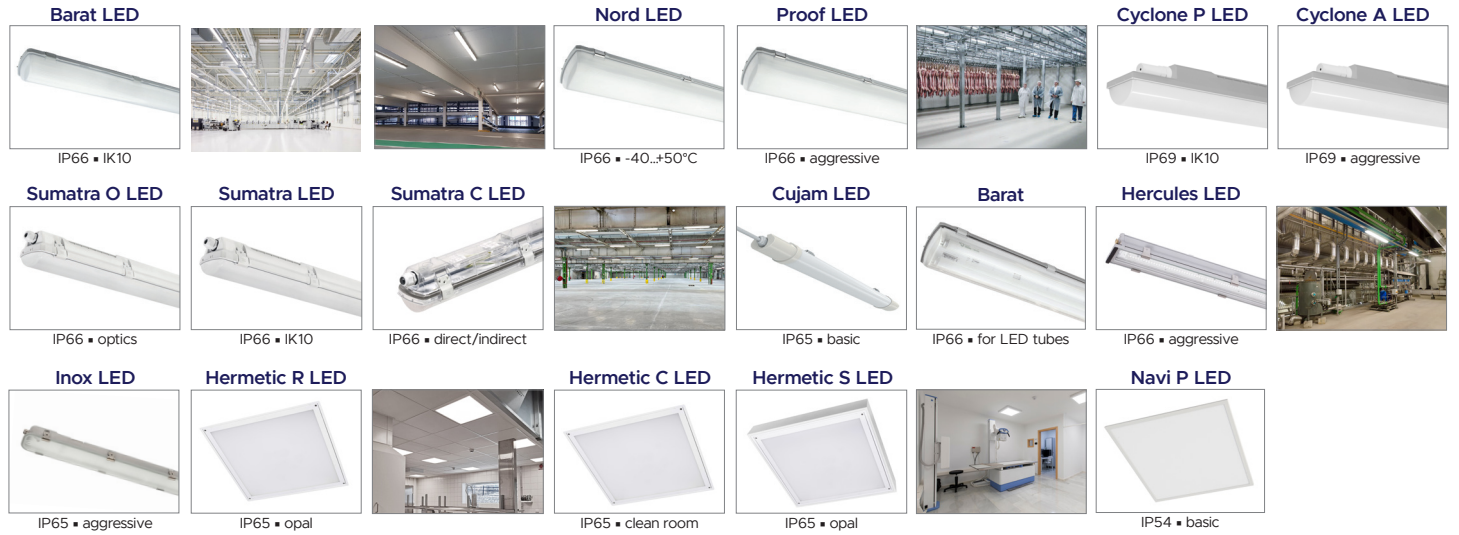 Barat LED
Nord LED
Proof LED
Cyclone P LED
Cyclone A LED
IP66 ▪ IK10
IP66 ▪ -40..+50°C
IP66 ▪ aggressive
IP69 ▪ IK10
IP69 ▪ aggressive
Sumatra O LED
Sumatra LED
Sumatra C LED
Cujam LED
Barat
Hercules LED
IP66 ▪ optics
IP66 ▪ IK10
IP66 ▪ direct/indirect
IP65 ▪ basic
IP66 ▪ for LED tubes
IP66 ▪ aggressive
Inox LED
Hermetic R LED
Hermetic C LED
Hermetic S LED
Navi P LED
IP65 ▪ aggressive
IP65 ▪ opal
IP65 ▪ clean room
IP65 ▪ opal
IP54 ▪ basic